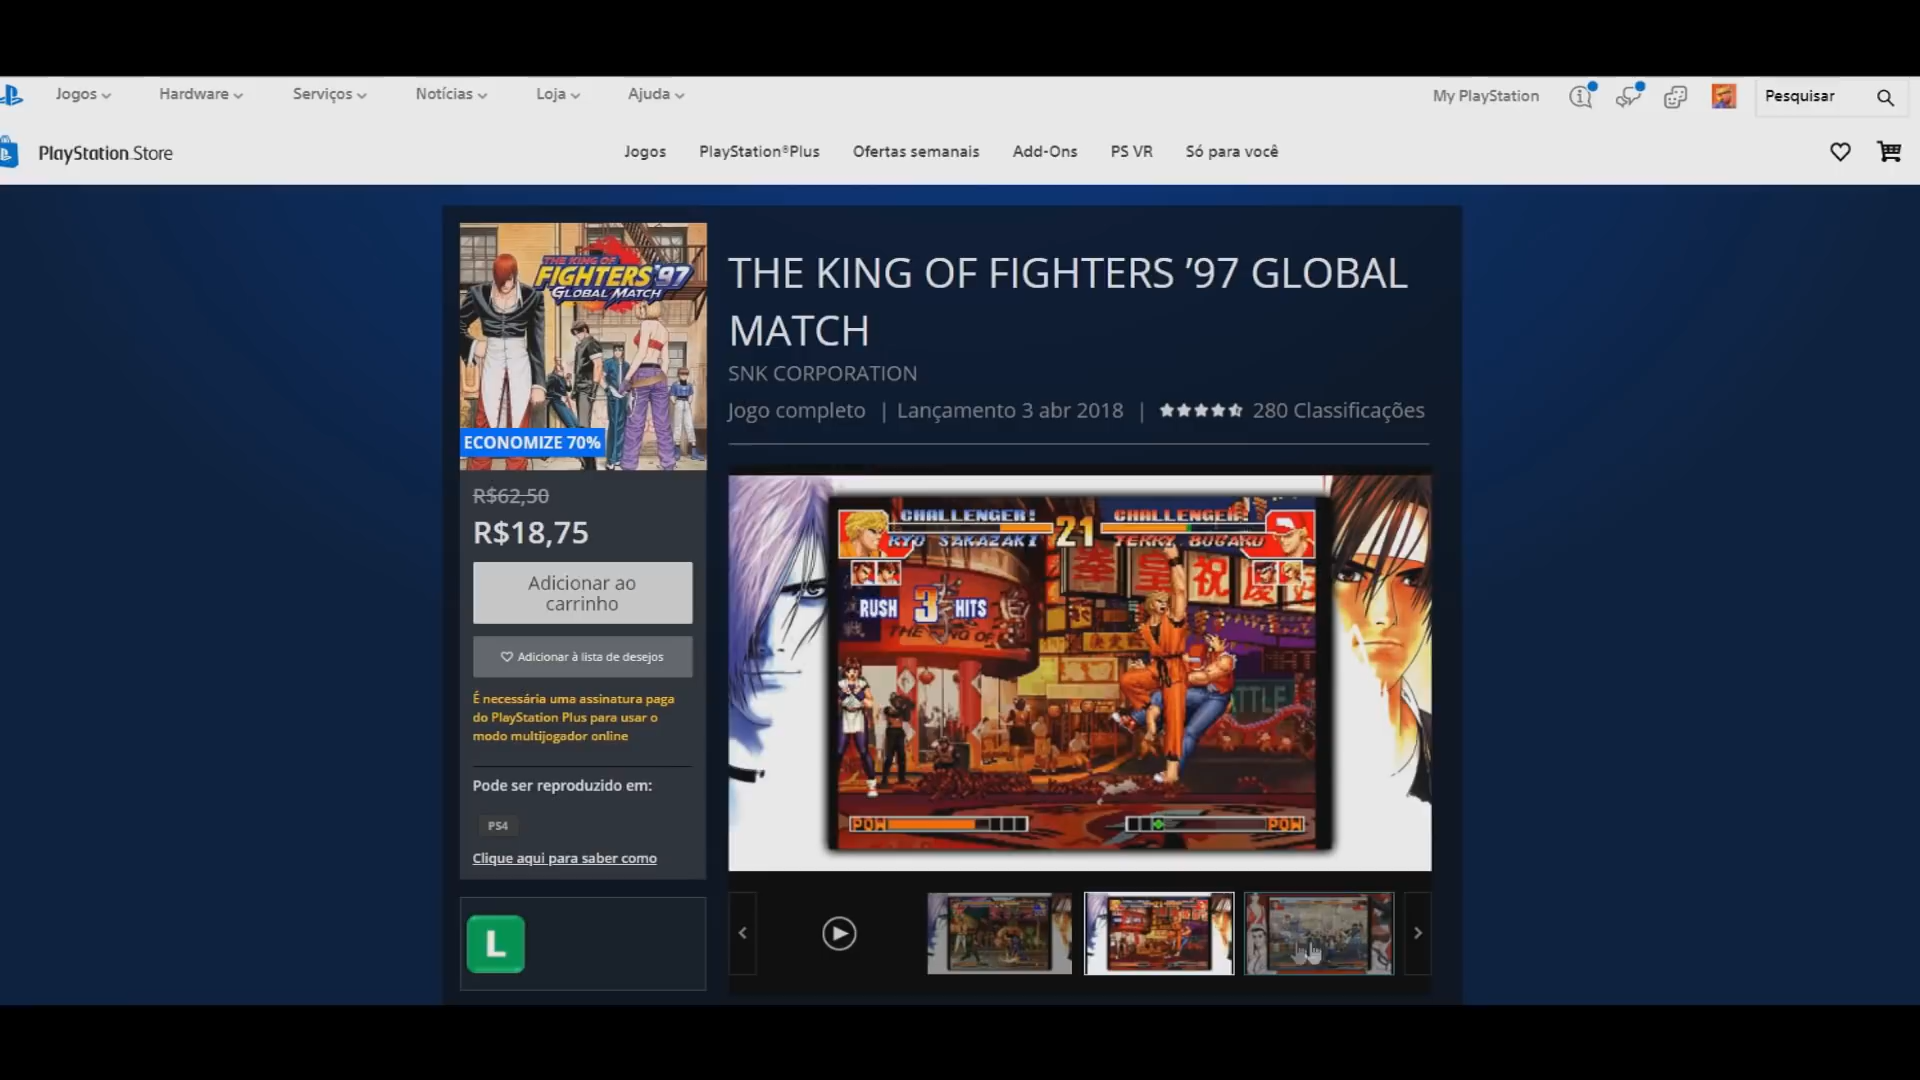 Jogos
Hardware
Serviços
Notícias
Loja
Ajuda
My PlayStation
Pesquisar
PlayStation Store
Jogos
PlayStation®Plus
Ofertas semanais
Add-Ons
PS VR
Só para você
THE KING OF
FIGHTERS '97
GLOBAL MATCH
ECONOMIZE 70%
THE KING OF FIGHTERS ’97 GLOBAL
MATCH
SNK CORPORATION
Jogo completo | Lançamento 3 abr 2018 | 280 Classificações
R$62,50
R$18,75
Adicionar ao
carrinho
Adicionar à lista de desejos
É necessária uma assinatura paga
do PlayStation Plus para usar o
modo multijogador online
Pode ser reproduzido em:
PS4
Clique aqui para saber como
L
CHALLENGER! 21 CHALLENGER!
RYO SAKAZAKI TERRY BOGARD
RUSH 3 HITS
THE KING OF
POW POW